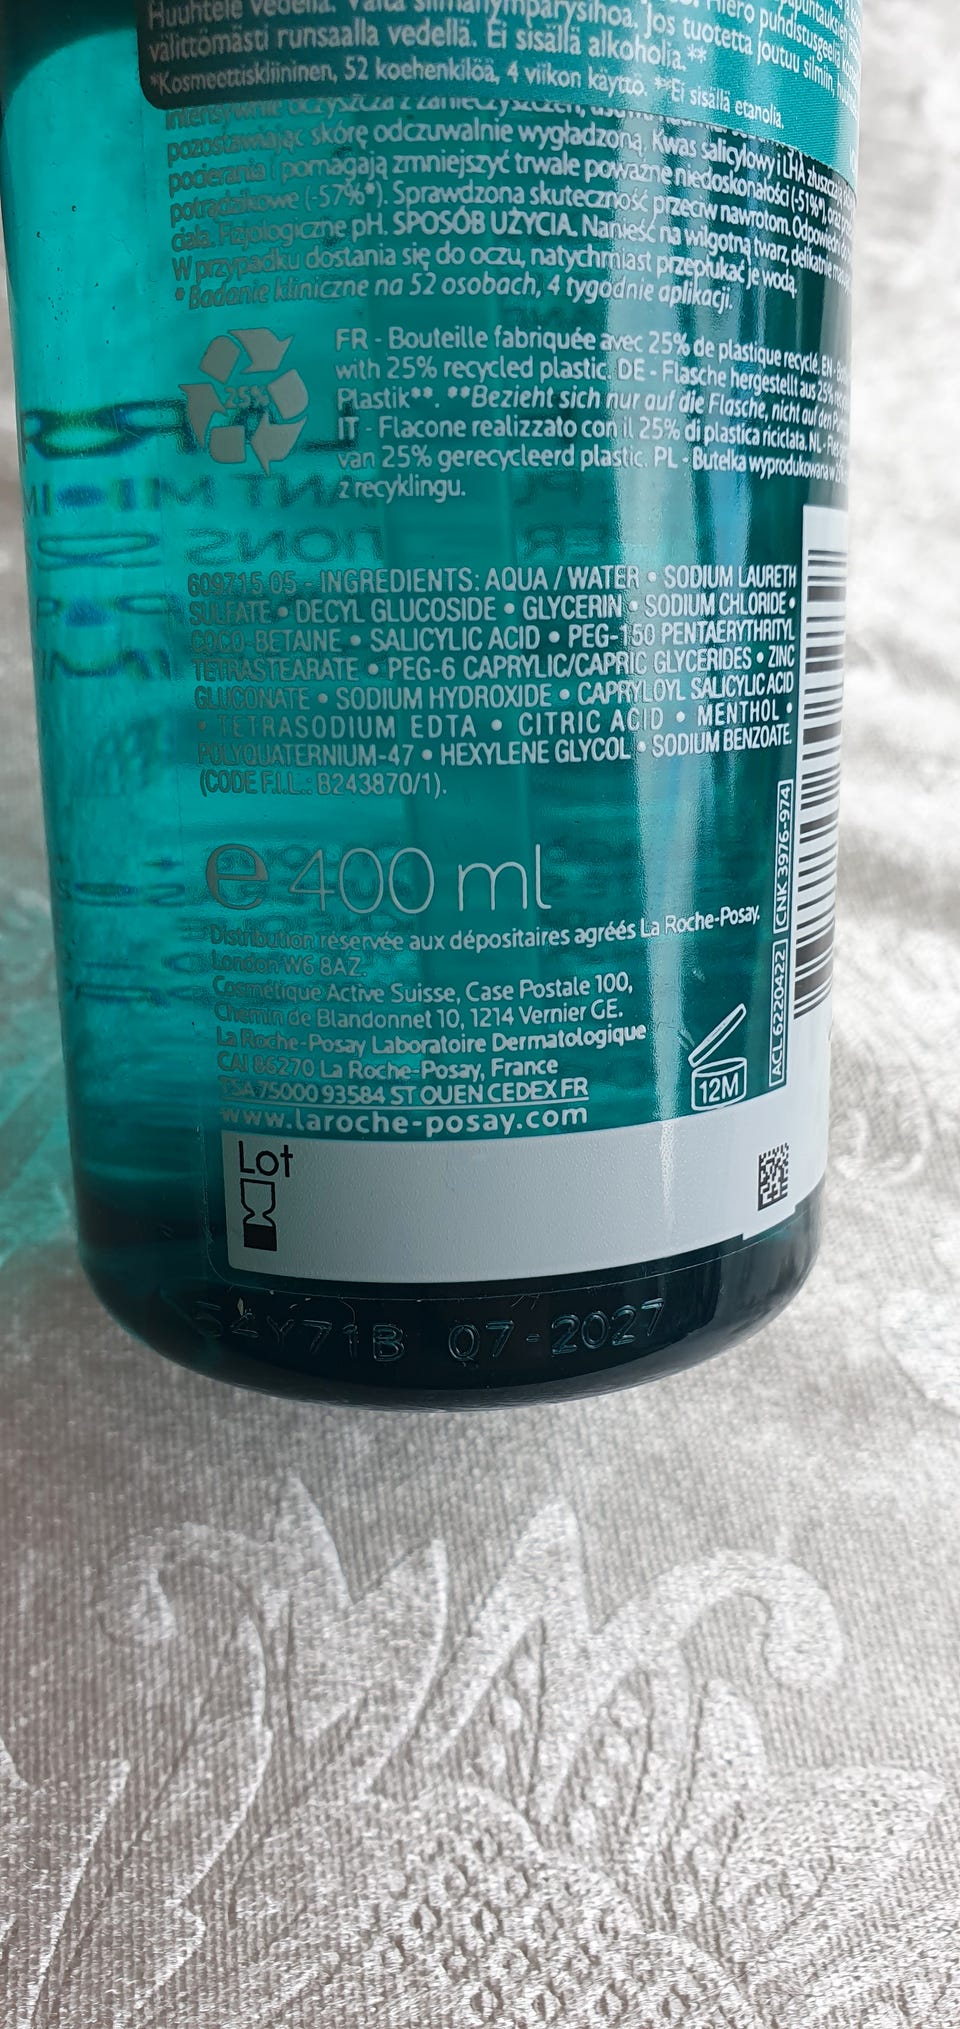 Huuhtele vedellä. Vältä silmänympärysihoa. Jos tuotetta joutuu silmiin,
välittömästi runsaalla vedellä. Ei sisällä alkoholia.**
*Kosmeettiskliininen, 52 koehenkilöä, 4 viikon käyttö. **Ei sisällä etanolia.
pozostawiając skórę odczuwalnie wygładzoną. Kwas salicylowy i LHA złuszczają
pocierania i pomagają zmniejszyć trwale poważne niedoskonałości (-51%*), oraz
potrądzikowe (-57%*). Sprawdzona skuteczność przeciw nawrotom.
ciała. Fizjologiczne pH. SPOSÓB UŻYCIA. Nanieść na wilgotną twarz, delikatnie
W przypadku dostania się do oczu, natychmiast przepłukać je wodą.
* Badanie kliniczne na 52 osobach, 4 tygodnie aplikacji.
25%
FR - Bouteille fabriquée avec 25% de plastique recyclé. EN -
with 25% recycled plastic. DE - Flasche hergestellt aus 25%
Plastik**. **Bezieht sich nur auf die Flasche, nicht auf den
IT - Flacone realizzato con il 25% di plastica riciclata. NL -
van 25% gerecycleerd plastic. PL - Butelka wyprodukowana w
z recyklingu.
609715 05 - INGREDIENTS: AQUA / WATER • SODIUM LAURETH
SULFATE • DECYL GLUCOSIDE • GLYCERIN • SODIUM CHLORIDE •
COCO-BETAINE • SALICYLIC ACID • PEG-150 PENTAERYTHRITYL
TETRASTEARATE • PEG-6 CAPRYLIC/CAPRIC GLYCERIDES • ZINC
GLUCONATE • SODIUM HYDROXIDE • CAPRYLOYL SALICYLIC ACID
• TETRASODIUM EDTA • CITRIC ACID • MENTHOL •
POLYQUATERNIUM-47 • HEXYLENE GLYCOL • SODIUM BENZOATE.
(CODE F.I.L.: B243870/1).
e 400 ml
Distribution réservée aux dépositaires agréés La Roche-Posay.
London W6 8AZ.
Cosmétique Active Suisse, Case Postale 100,
Chemin de Blandonnet 10, 1214 Vernier GE.
La Roche-Posay Laboratoire Dermatologique
CAI 86270 La Roche-Posay, France
TSA 75000 93584 ST OUEN CEDEX FR
www.laroche-posay.com
12M
ACL 6220422 CNK 3976-974
Lot
54Y71B 07-2027